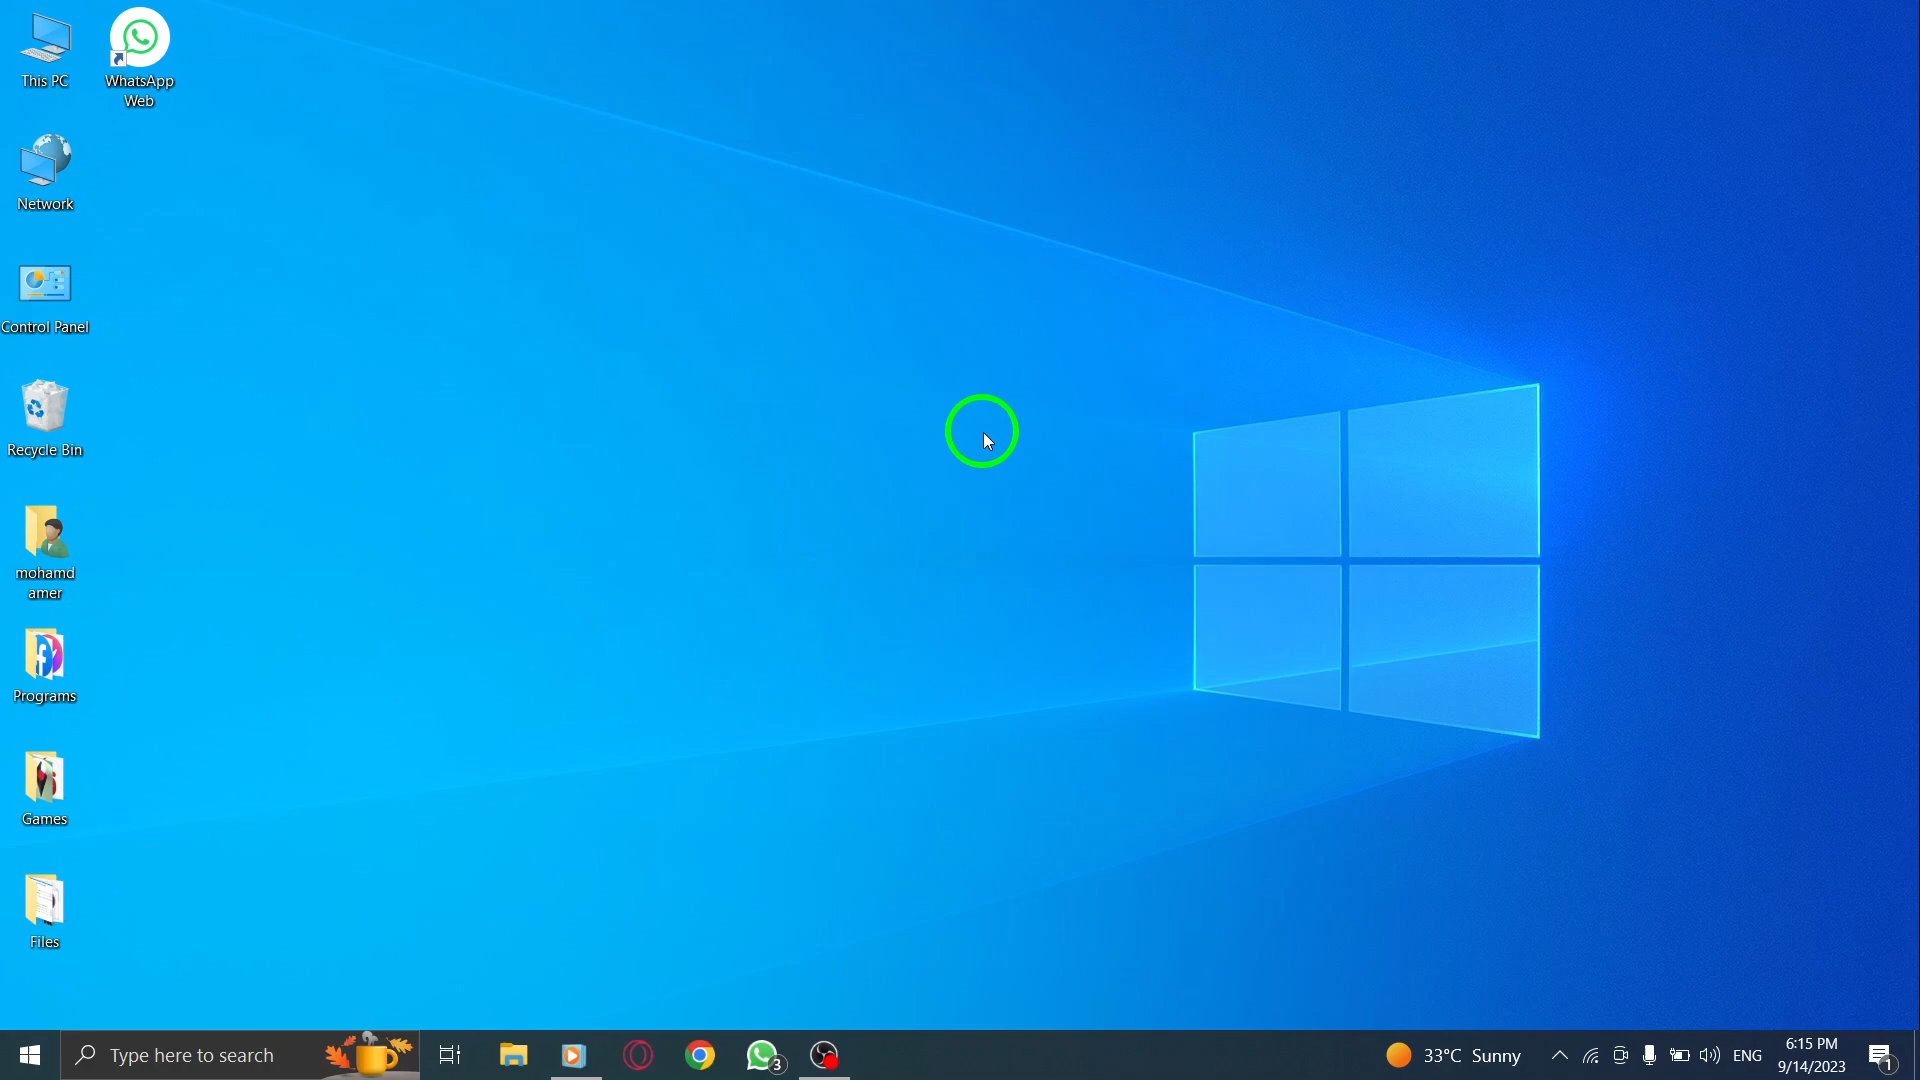 This PC
WhatsApp
Web
Network
Control Panel
Recycle Bin
mohamd
amer
Programs
Games
Files
Type here to search
3
33°C Sunny
ENG
6:15 PM
9/14/2023
1